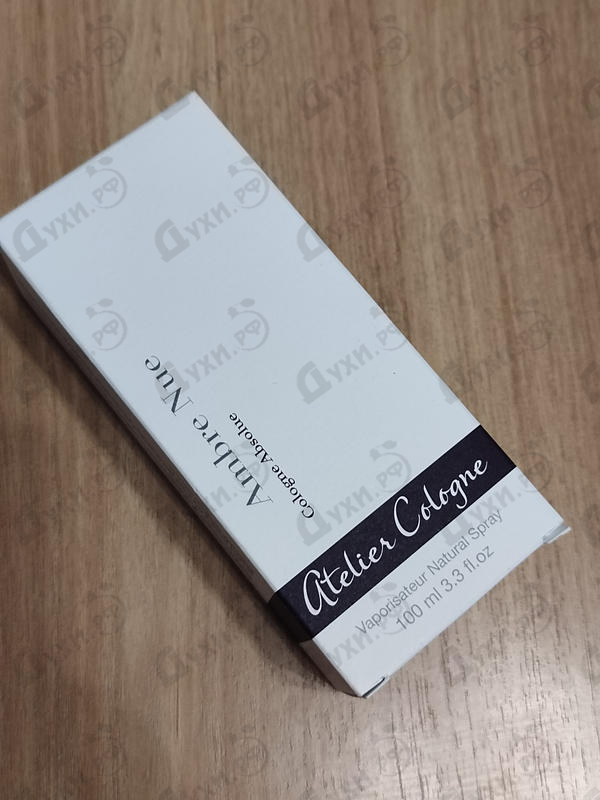 Ambre Nue
Cologne Absolue
Atelier Cologne
Vaporisateur Natural Spray
100 ml 3.3 fl.oz
Духи.рф